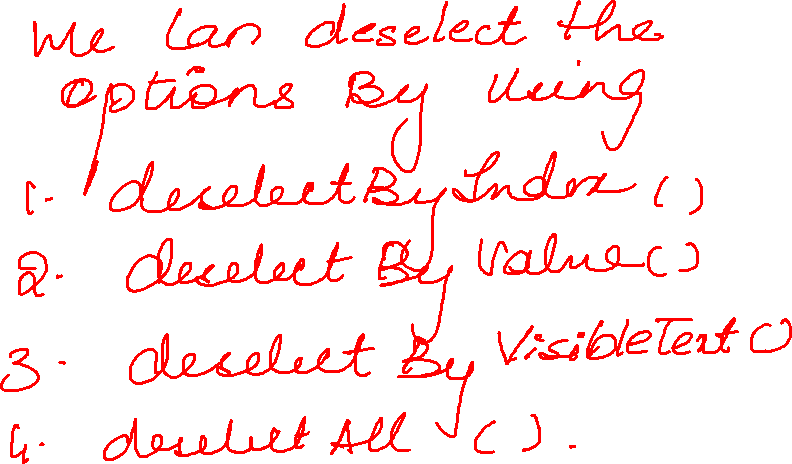 We Can deselect the
options By Using
1. deselectByIndex ()
2. deselect By Value()
3. deselect By VisibleText()
4. deselect All ().